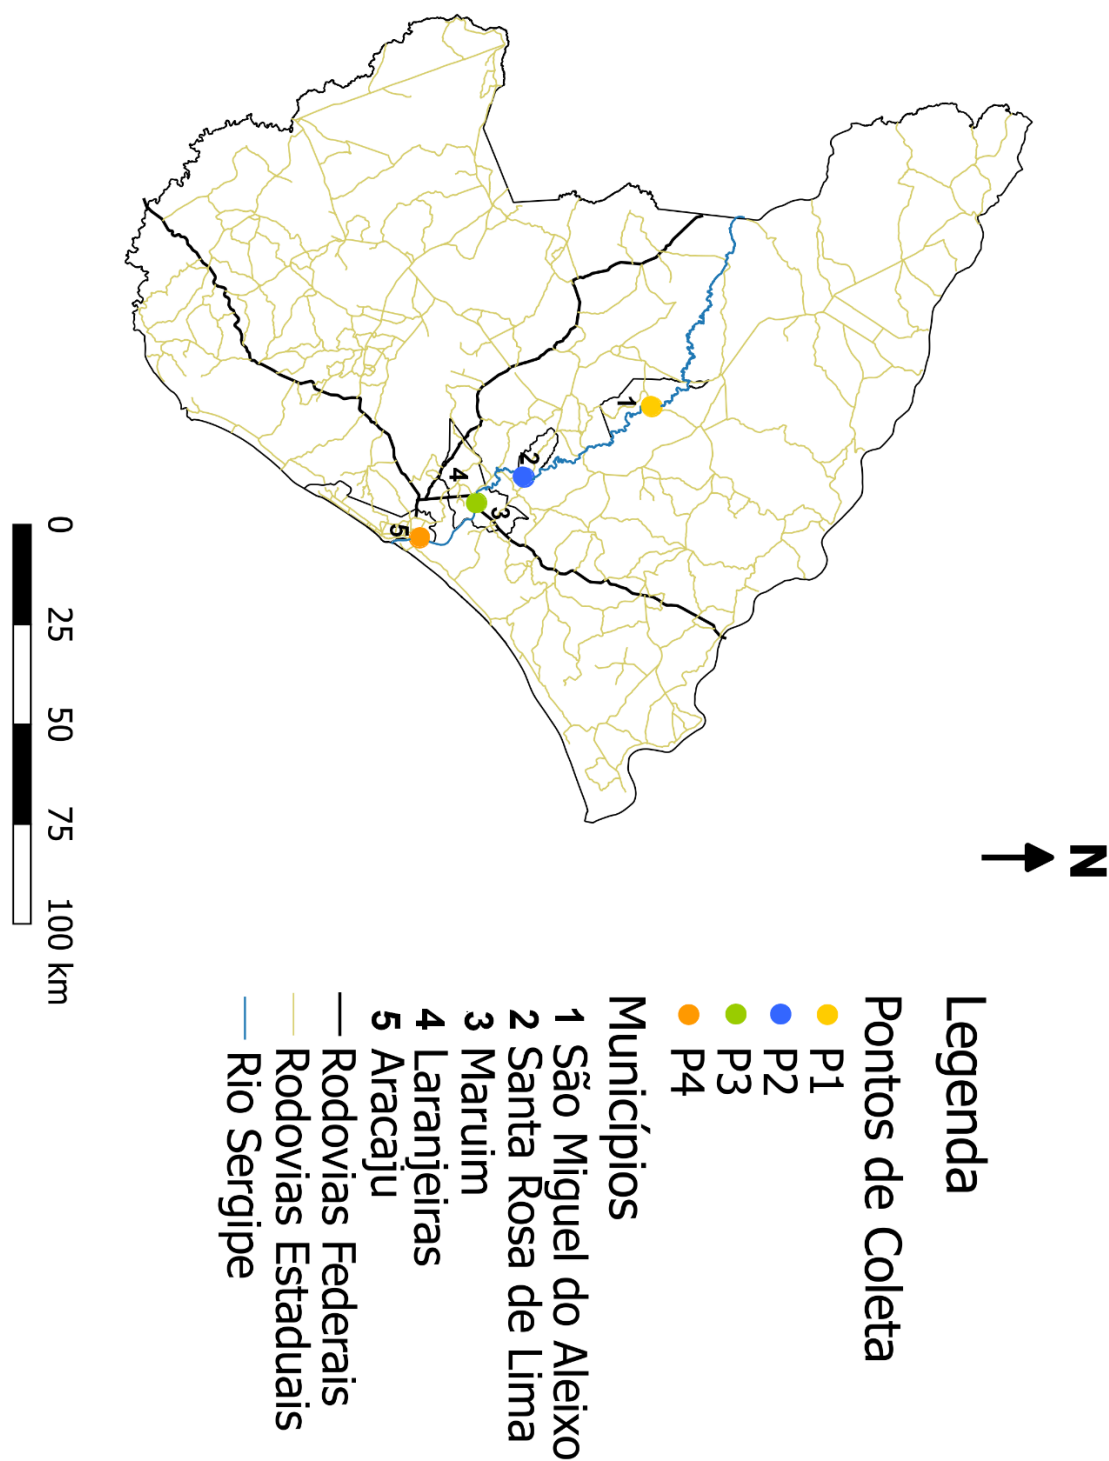 1
2
3
4
5
0 25 50 75 100 km
N
Legenda
Pontos de Coleta
P1
P2
P3
P4
Municípios
1 São Miguel do Aleixo
2 Santa Rosa de Lima
3 Maruim
4 Laranjeiras
5 Aracaju
Rodovias Federais
Rodovias Estaduais
Rio Sergipe